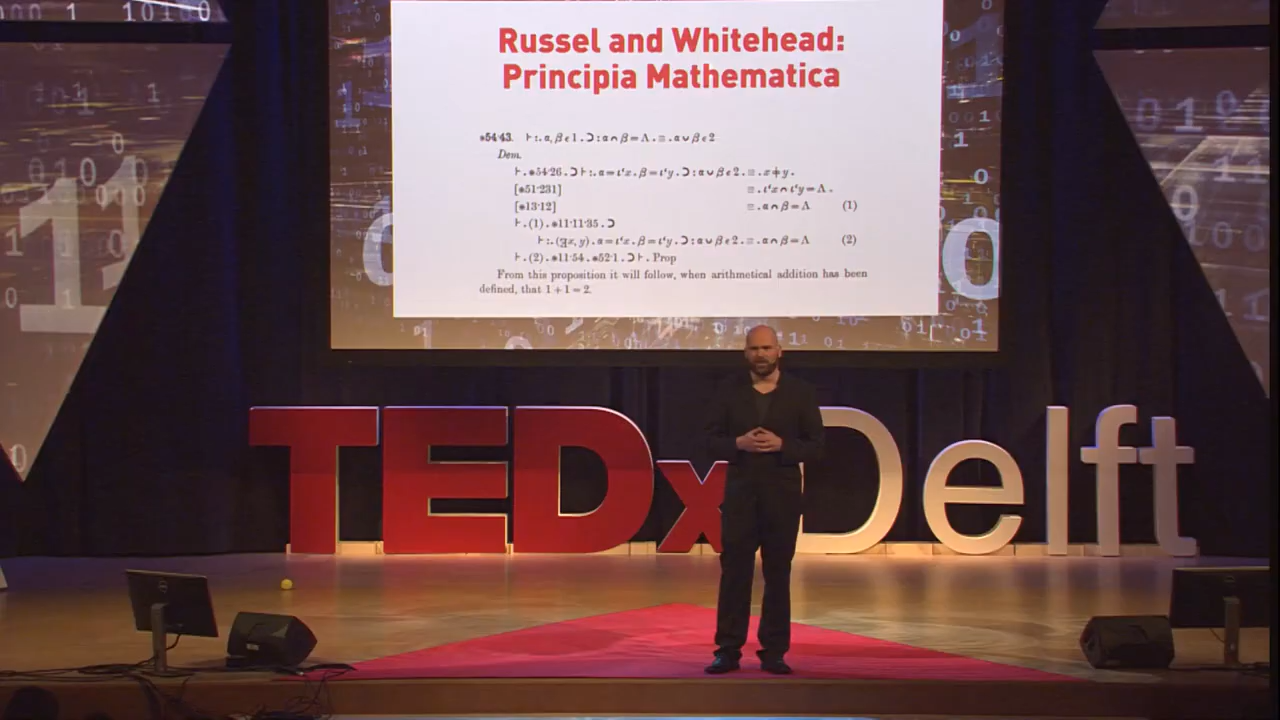 Russel and Whitehead:
Principia Mathematica
∗54·43. ⊢:. α, β ϵ 1 . ⊃ : α ∩ β = Λ . ≡ . α ∪ β ϵ 2
Dem.
⊢ . ∗54·26 . ⊃ ⊢ :. α = ι‘x . β = ι‘y . ⊃ : α ∪ β ϵ 2 . ≡ . x ≠ y .
[∗51·231] ≡ . ι‘x ∩ ι‘y = Λ .
[∗13·12] ≡ . α ∩ β = Λ (1)
⊢ . (1) . ∗11·11·35 . ⊃
⊢ :. (∃x, y) . α = ι‘x . β = ι‘y . ⊃ : α ∪ β ϵ 2 . ≡ . α ∩ β = Λ (2)
⊢ . (2) . ∗11·54 . ∗52·1 . ⊃ ⊢ . Prop
From this proposition it will follow, when arithmetical addition has been
defined, that 1 + 1 = 2.
TEDxDelft